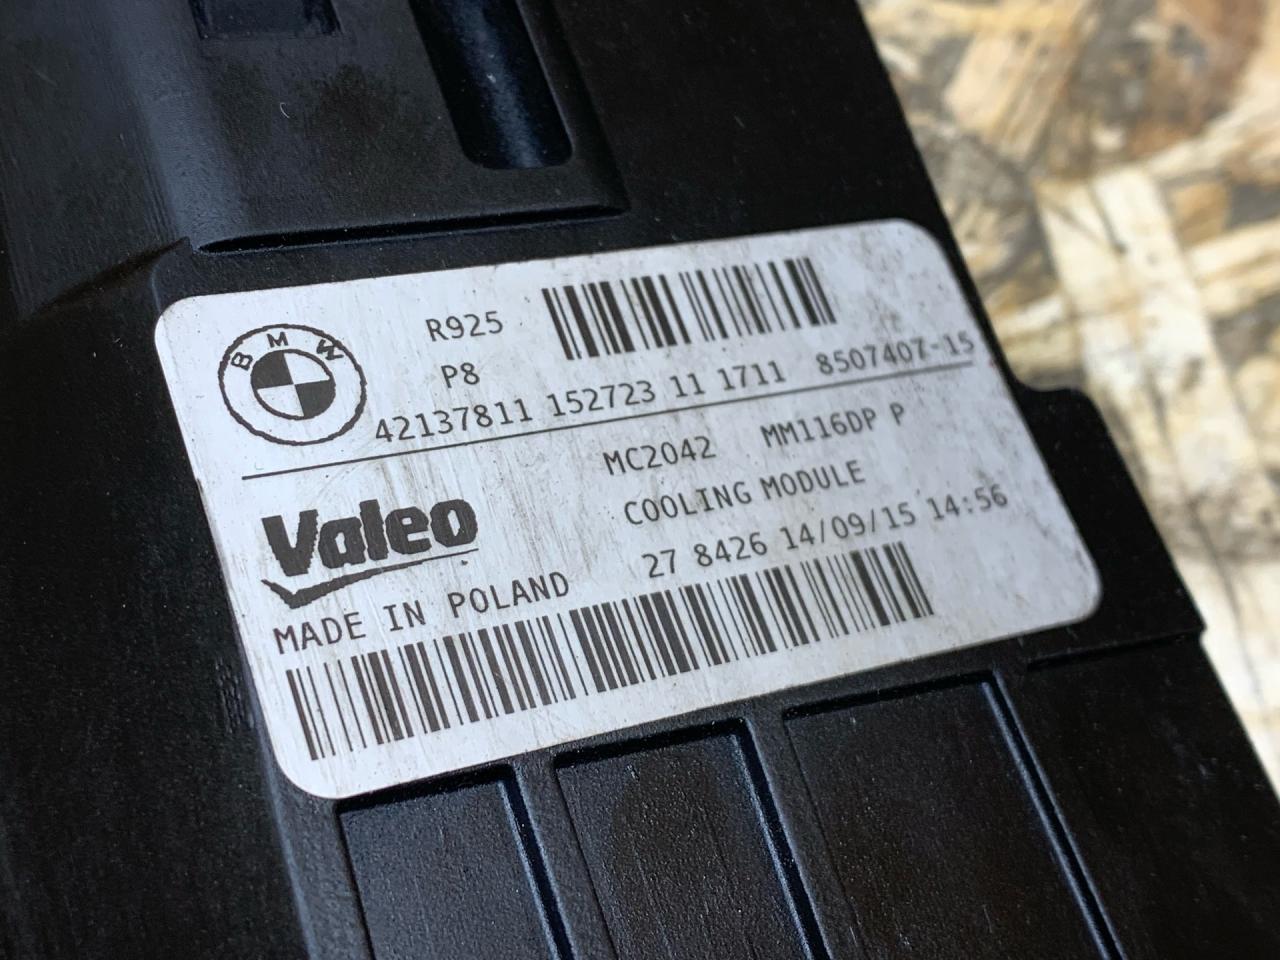 BMW
R925
P8
42137811 152723 11 1711 8507407-15
MC2042 MM116DP P
Valeo
COOLING MODULE
27 8426 14/09/15 14:56
MADE IN POLAND